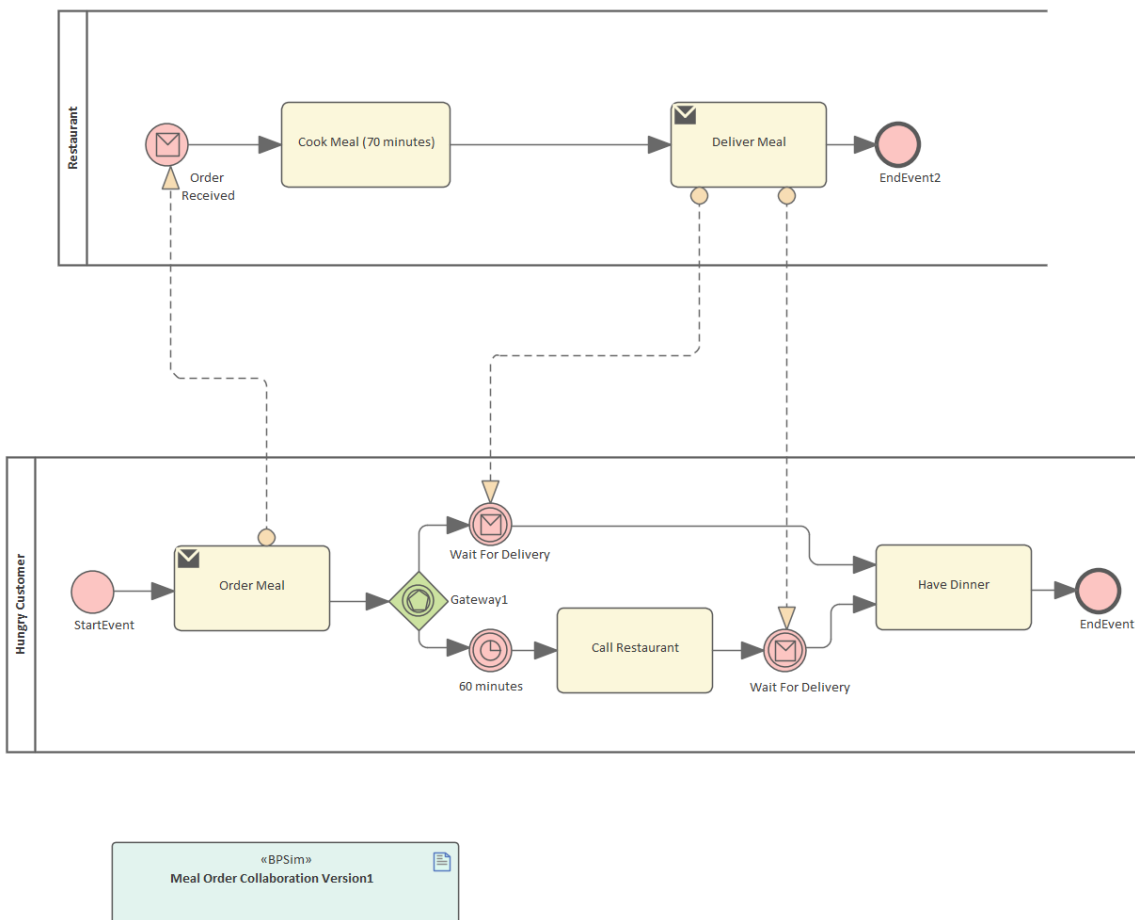 Restaurant
Cook Meal (70 minutes)
Deliver Meal
Order
Received
EndEvent2
Hungry Customer
StartEvent
Order Meal
Gateway1
Wait For Delivery
60 minutes
Call Restaurant
Wait For Delivery
Have Dinner
EndEvent
«BPSim»
Meal Order Collaboration Version1